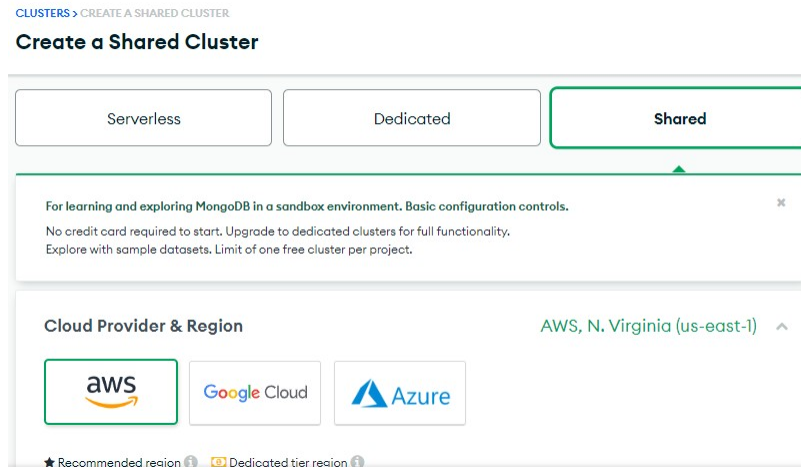 CLUSTERS > CREATE A SHARED CLUSTER
Create a Shared Cluster
Serverless
Dedicated
Shared
For learning and exploring MongoDB in a sandbox environment. Basic configuration controls.
No credit card required to start. Upgrade to dedicated clusters for full functionality.
Explore with sample datasets. Limit of one free cluster per project.
Cloud Provider & Region
AWS, N. Virginia (us-east-1)
aws
Google Cloud
Azure
Recommended region
Dedicated tier region